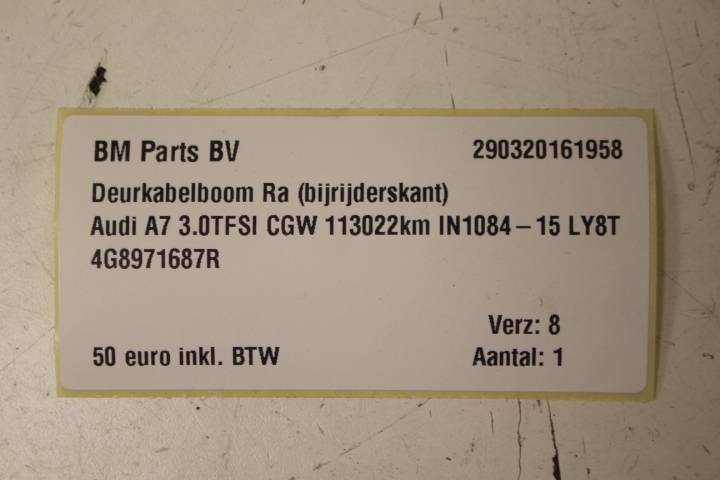 BM Parts BV 290320161958
Deurkabelboom Ra (bijrijderskant)
Audi A7 3.0TFSI CGW 113022km IN1084 – 15 LY8T
4G8971687R
Verz: 8
50 euro inkl. BTW Aantal: 1